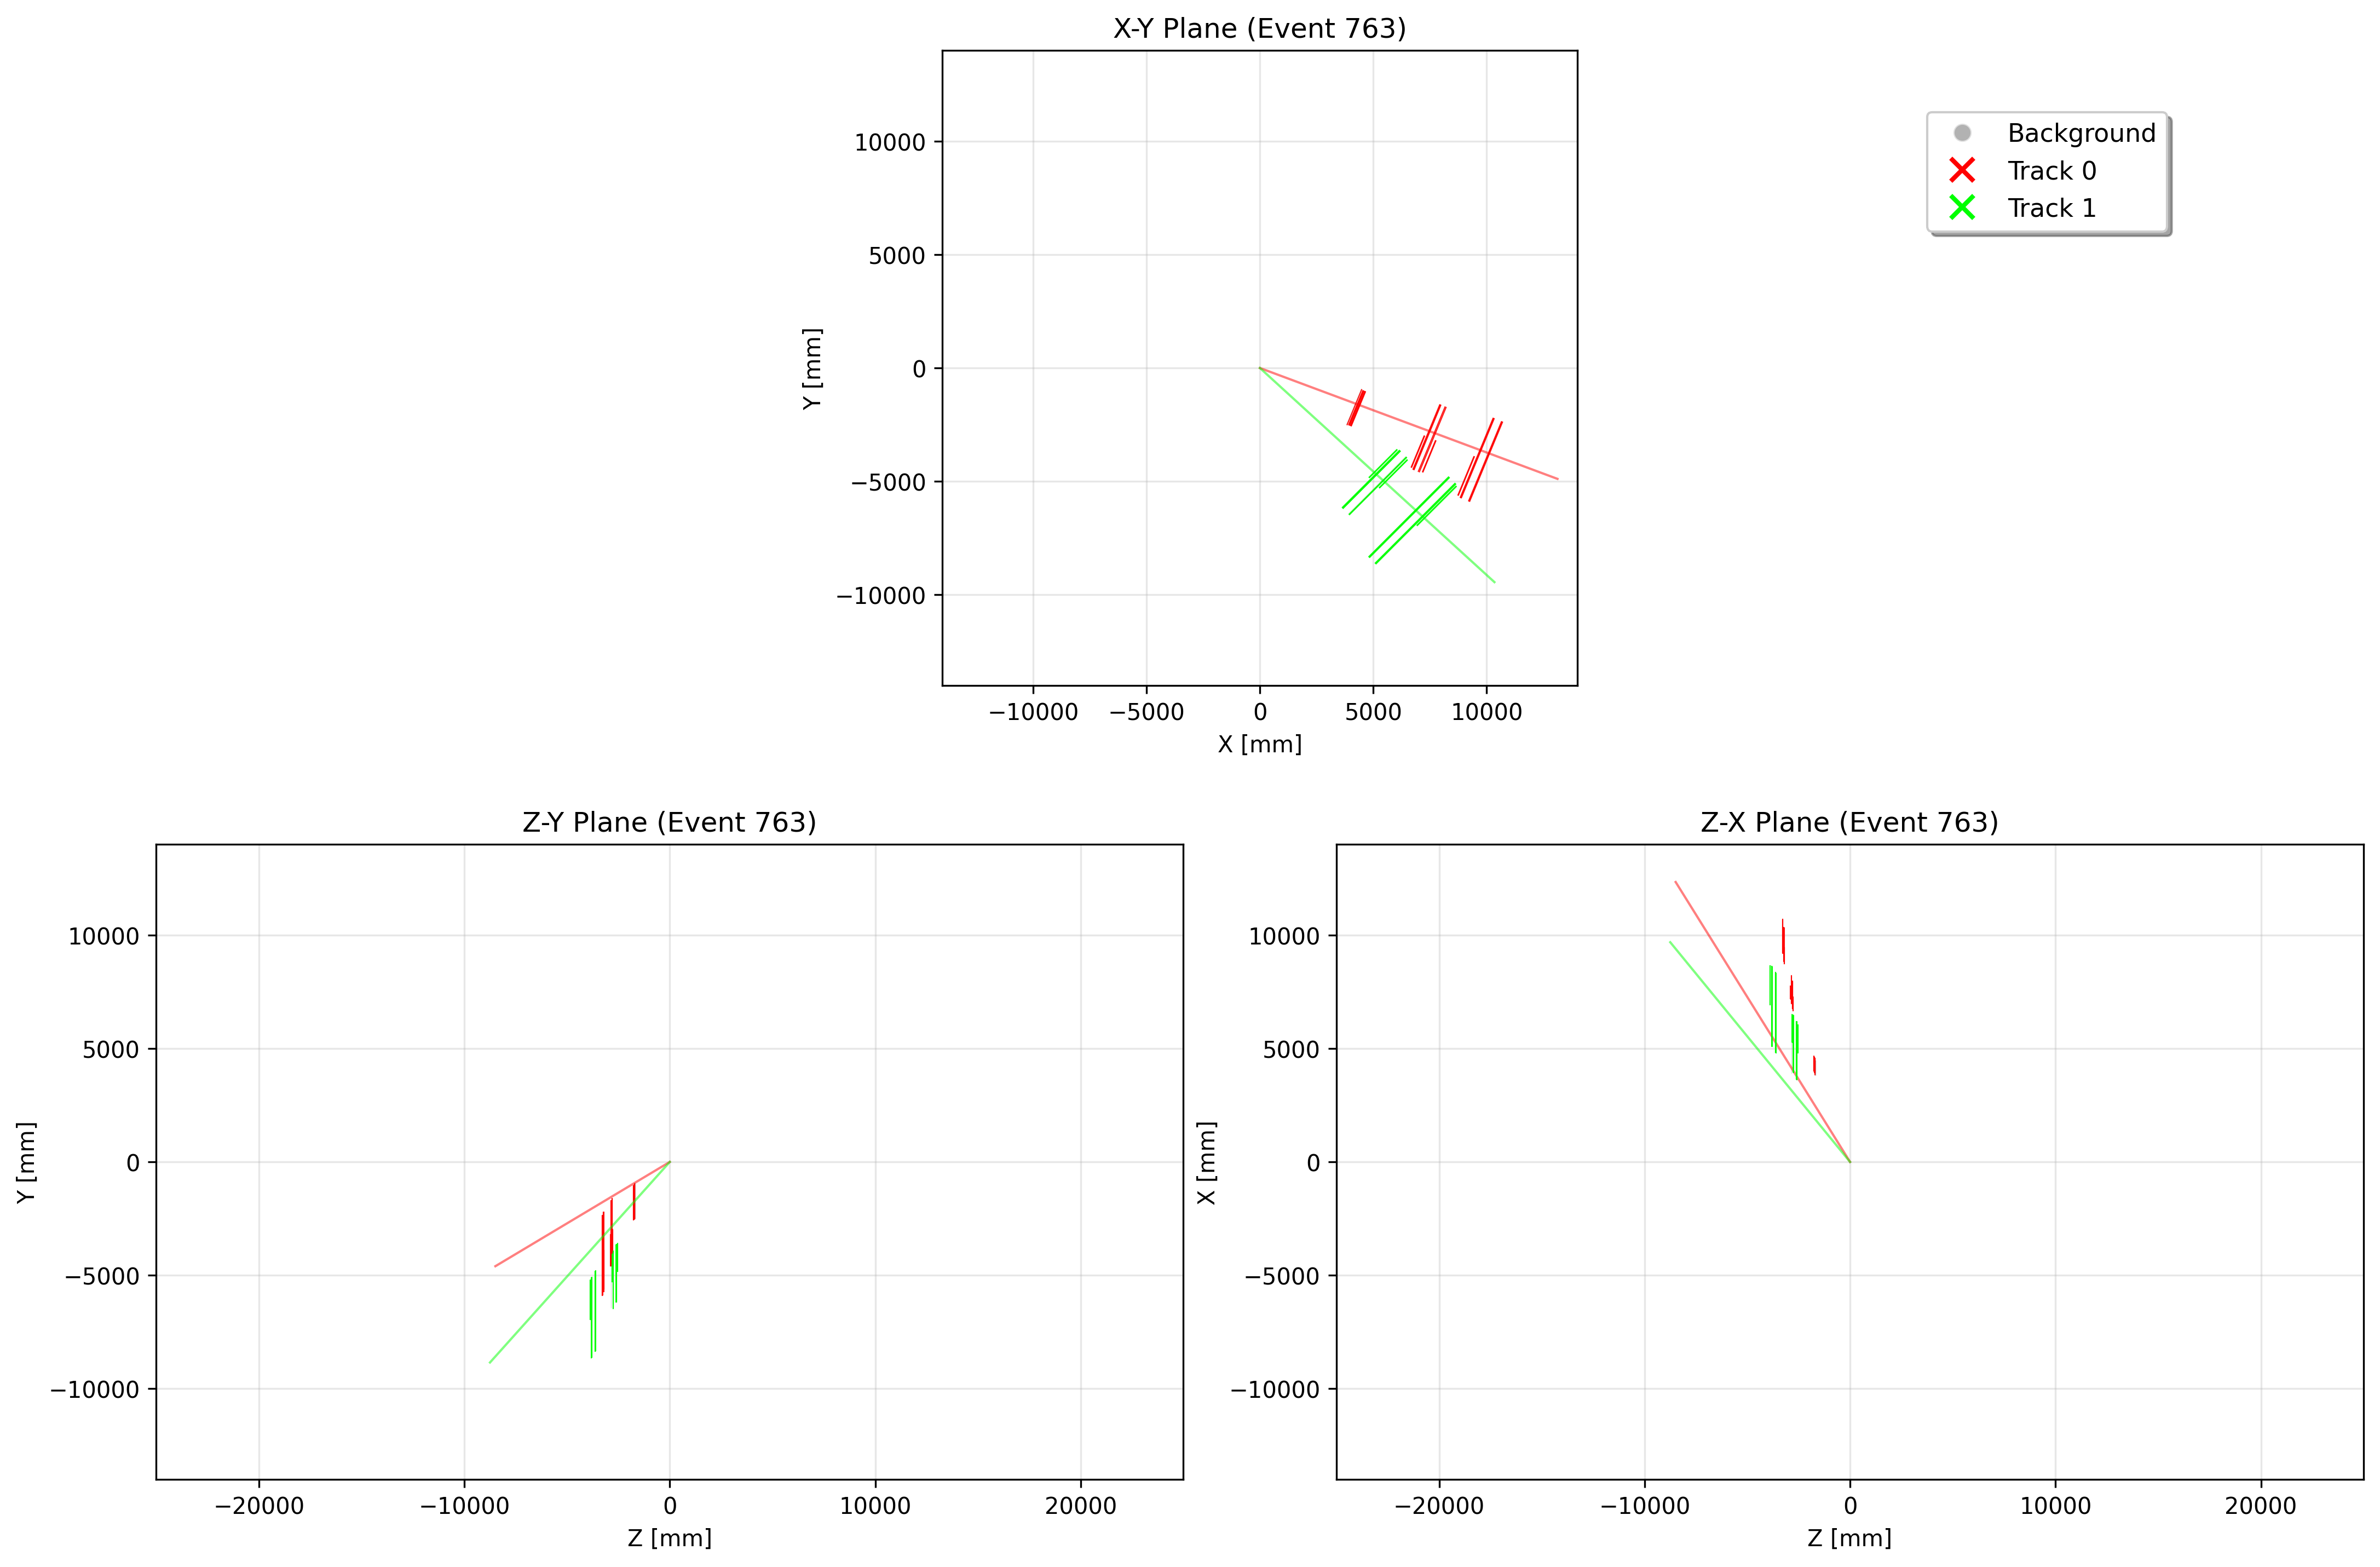 X-Y Plane (Event 763)
Background
Track 0
Track 1
10000
5000
0
−5000
−10000
Y [mm]
−10000 −5000 0 5000 10000
X [mm]
Z-Y Plane (Event 763)
10000
5000
0
−5000
−10000
Y [mm]
−20000 −10000 0 10000 20000
Z [mm]
Z-X Plane (Event 763)
10000
5000
0
−5000
−10000
X [mm]
−20000 −10000 0 10000 20000
Z [mm]